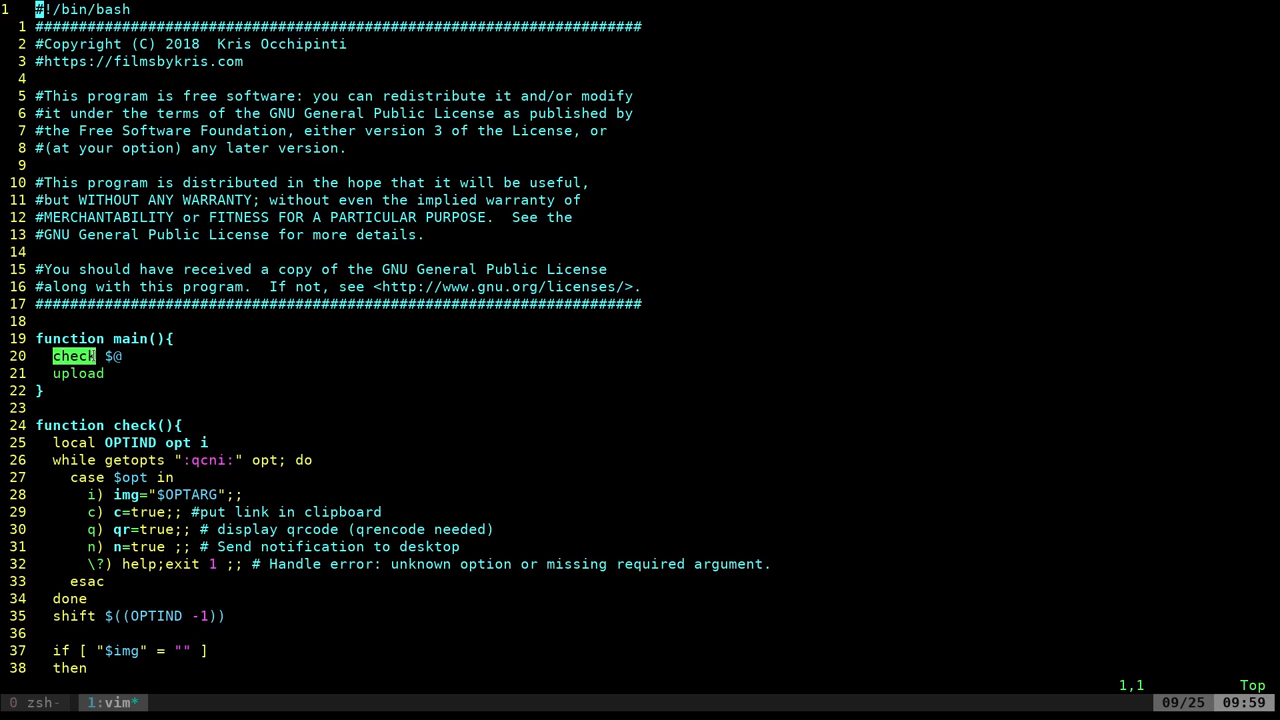 1   #!/bin/bash
  1 ######################################################################
  2 #Copyright (C) 2018  Kris Occhipinti
  3 #https://filmsbykris.com
  4
  5 #This program is free software: you can redistribute it and/or modify
  6 #it under the terms of the GNU General Public License as published by
  7 #the Free Software Foundation, either version 3 of the License, or
  8 #(at your option) any later version.
  9
 10 #This program is distributed in the hope that it will be useful,
 11 #but WITHOUT ANY WARRANTY; without even the implied warranty of
 12 #MERCHANTABILITY or FITNESS FOR A PARTICULAR PURPOSE.  See the
 13 #GNU General Public License for more details.
 14
 15 #You should have received a copy of the GNU General Public License
 16 #along with this program.  If not, see <http://www.gnu.org/licenses/>.
 17 ######################################################################
 18
 19 function main(){
 20   check $@
 21   upload
 22 }
 23
 24 function check(){
 25   local OPTIND opt i
 26   while getopts ":qcni:" opt; do
 27     case $opt in
 28       i) img="$OPTARG";;
 29       c) c=true;; #put link in clipboard
 30       q) qr=true;; # display qrcode (qrencode needed)
 31       n) n=true ;; # Send notification to desktop
 32       \?) help;exit 1 ;; # Handle error: unknown option or missing required argument.
 33     esac
 34   done
 35   shift $((OPTIND -1))
 36
 37   if [ "$img" = "" ]
 38   then
1,1 Top
0 zsh- 1:vim* 09/25 09:59